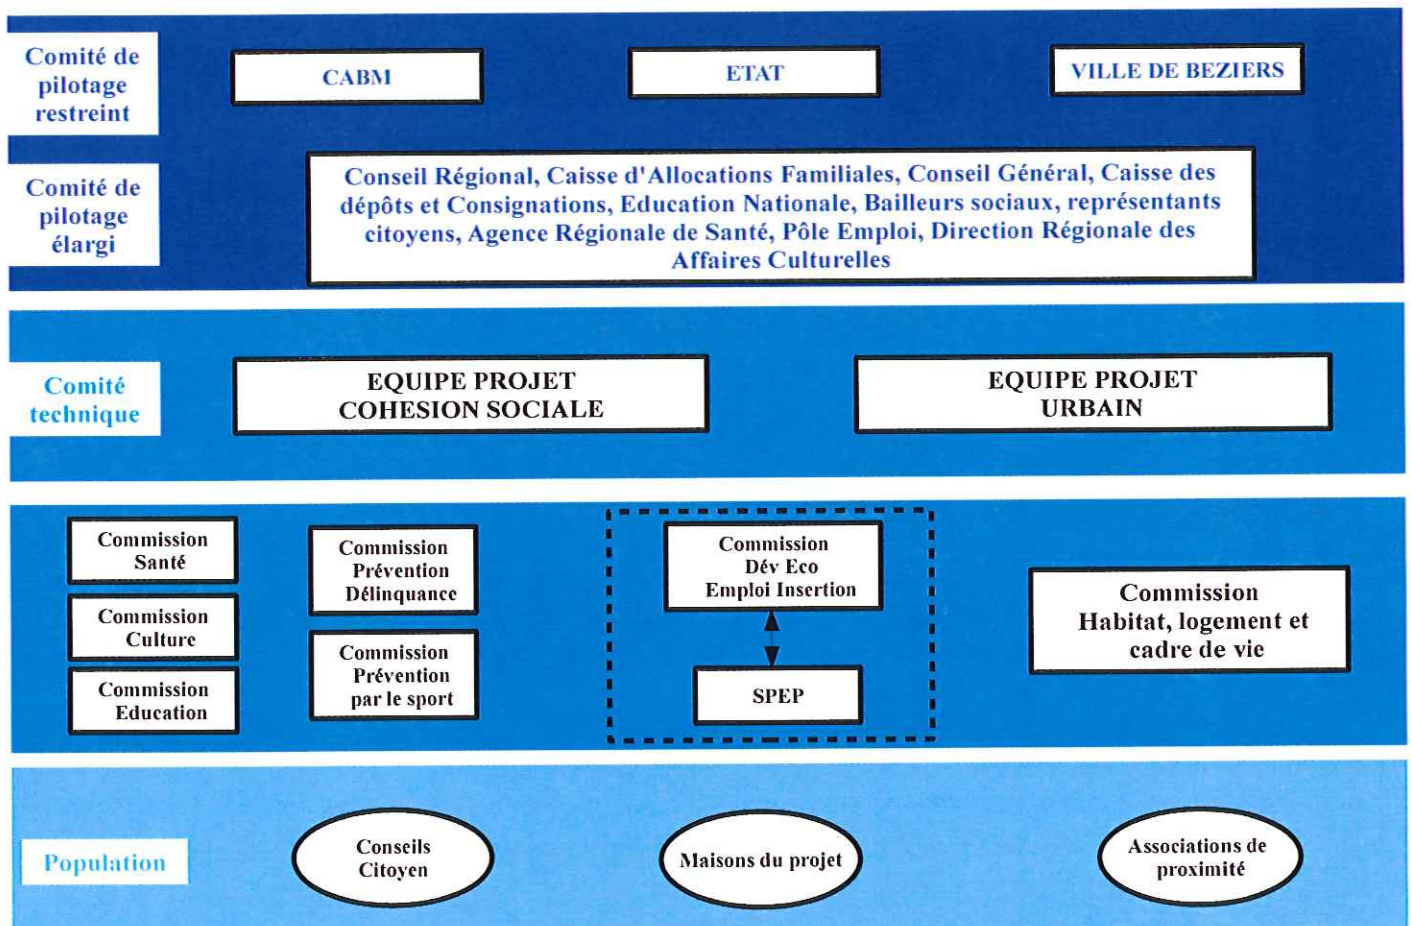 Comité de
pilotage
restreint
CABM
ETAT
VILLE DE BEZIERS
Comité de
pilotage
élargi
Conseil Régional, Caisse d'Allocations Familiales, Conseil Général, Caisse des
dépôts et Consignations, Education Nationale, Bailleurs sociaux, représentants
citoyens, Agence Régionale de Santé, Pôle Emploi, Direction Régionale des
Affaires Culturelles
Comité
technique
EQUIPE PROJET
COHESION SOCIALE
EQUIPE PROJET
URBAIN
Commission
Santé
Commission
Culture
Commission
Education
Commission
Prévention
Délinquance
Commission
Prévention
par le sport
Commission
Dév Eco
Emploi Insertion
SPEP
Commission
Habitat, logement et
cadre de vie
Population
Conseils
Citoyen
Maisons du projet
Associations de
proximité